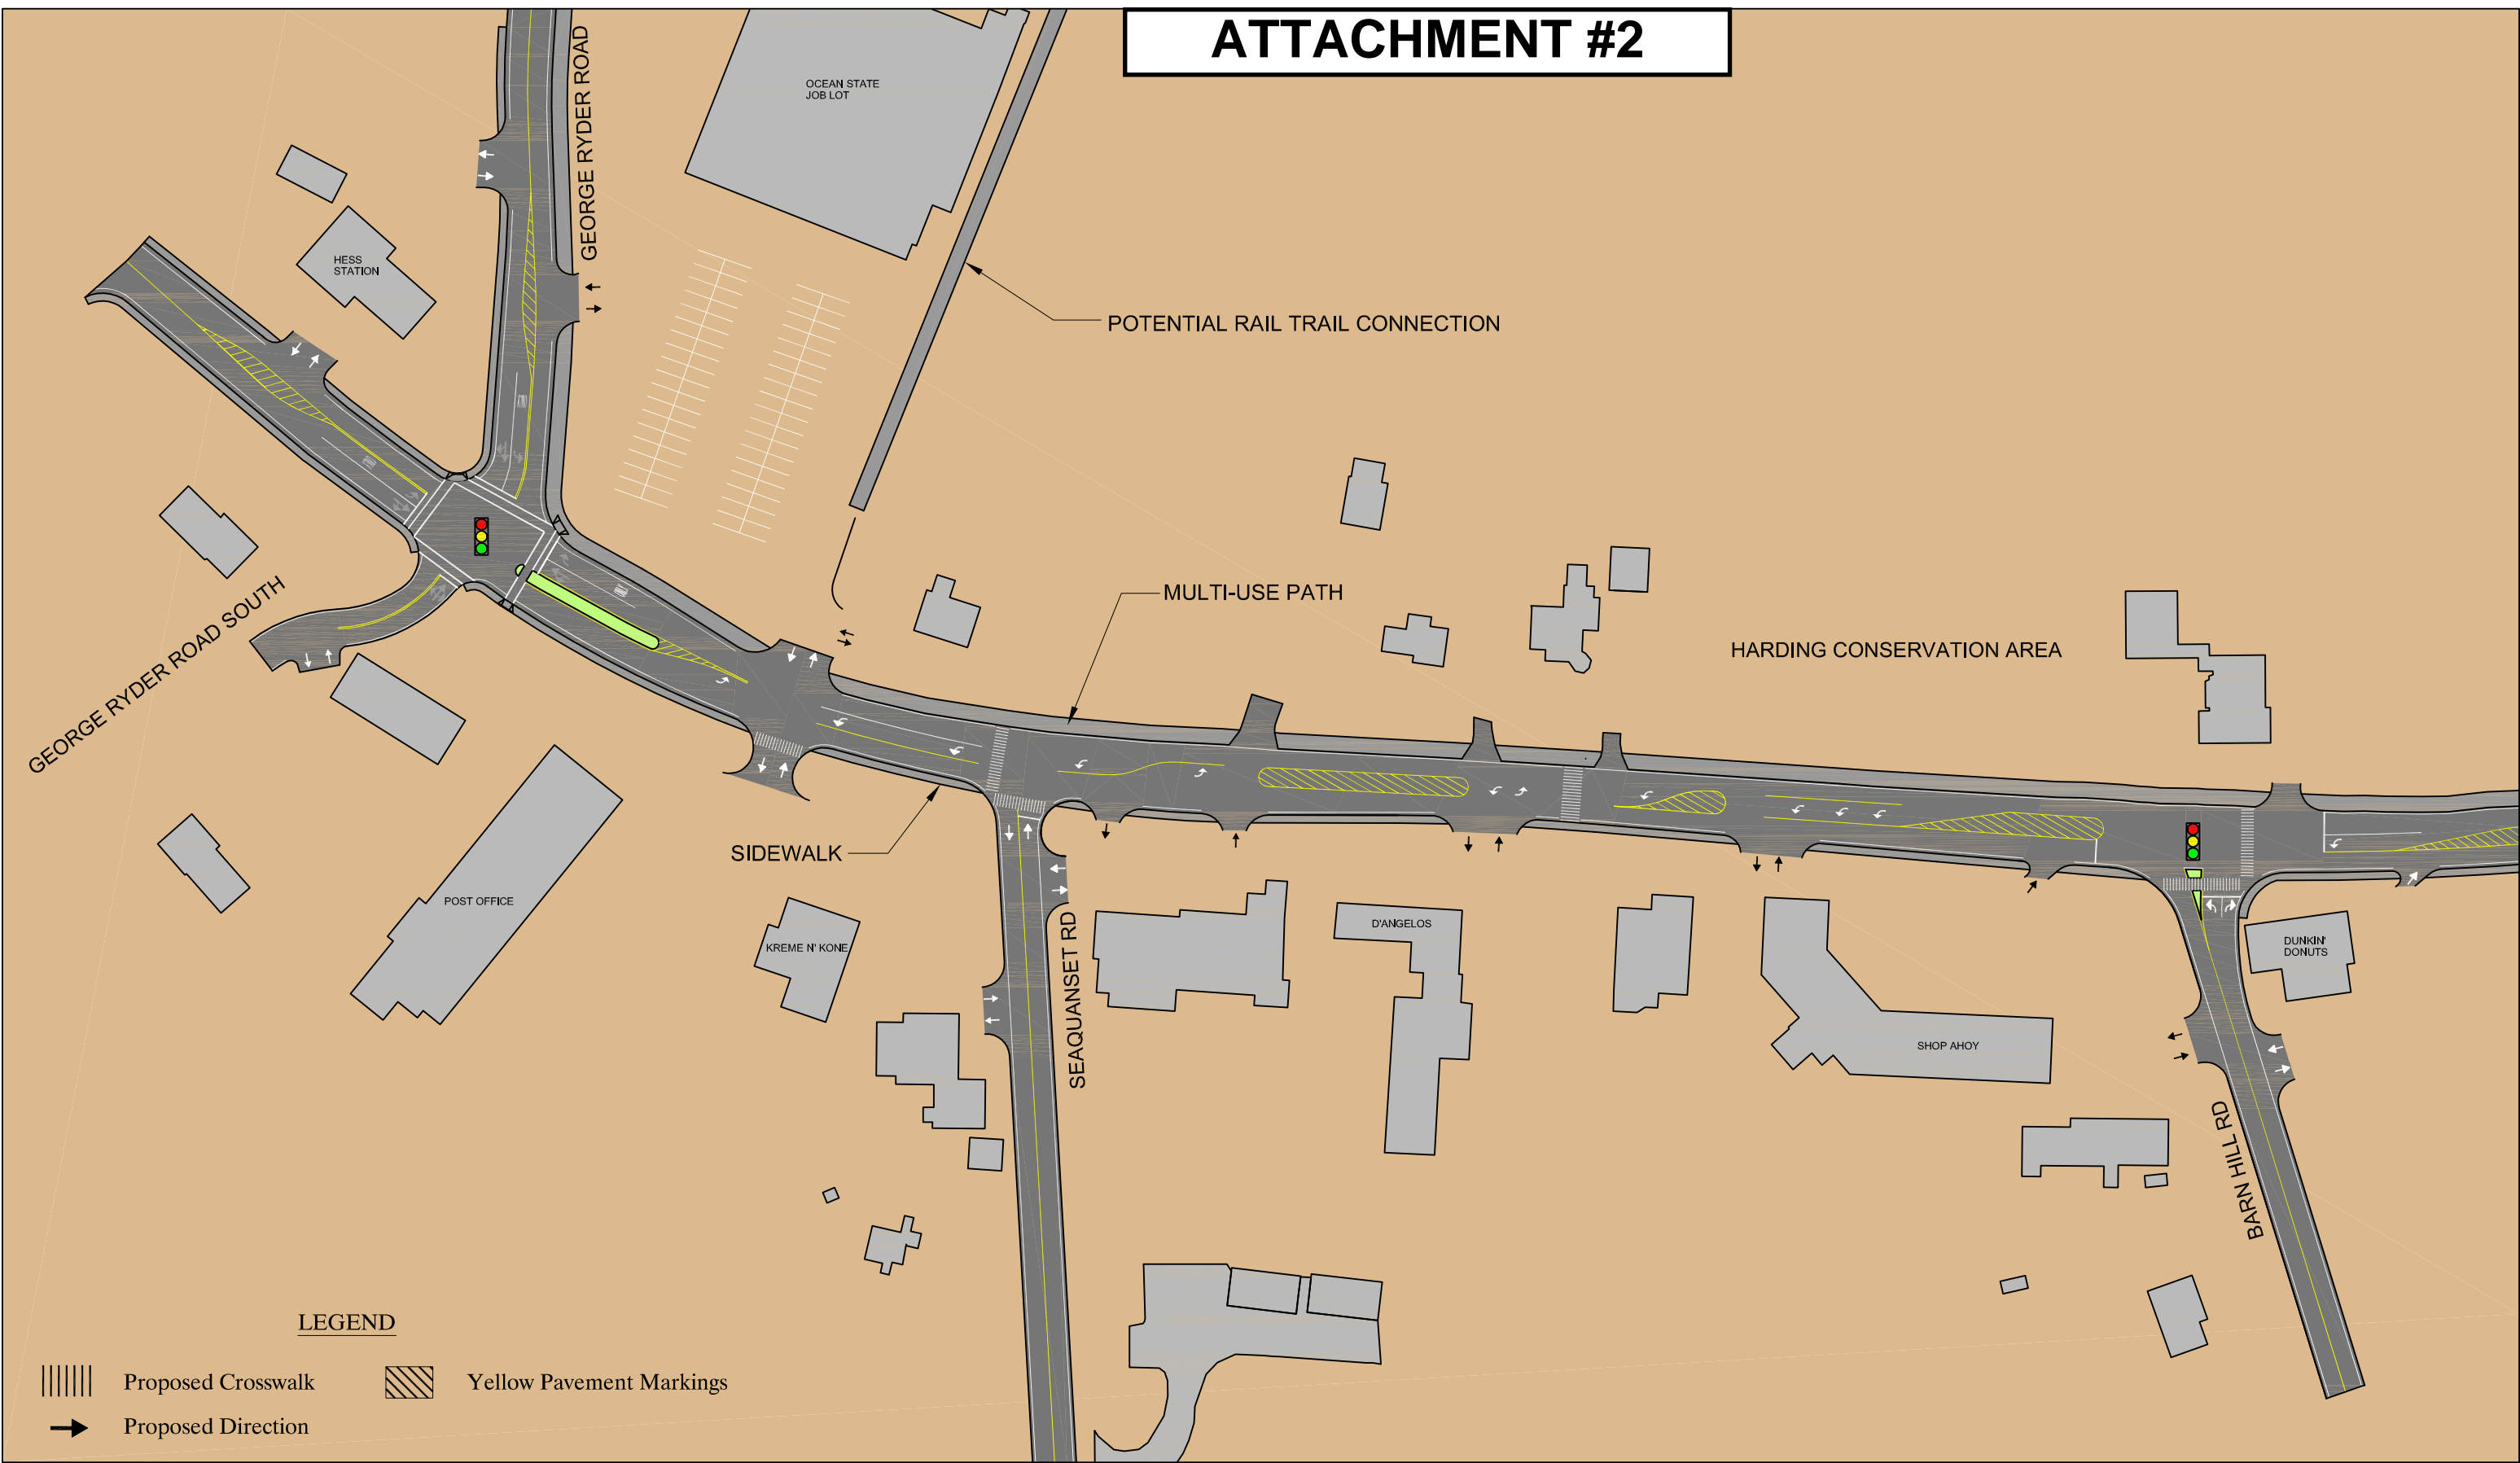 ATTACHMENT #2
GEORGE RYDER ROAD
OCEAN STATE
JOB LOT
HESS
STATION
POTENTIAL RAIL TRAIL CONNECTION
MULTI-USE PATH
HARDING CONSERVATION AREA
GEORGE RYDER ROAD SOUTH
SIDEWALK
POST OFFICE
KREME N' KONE
SEAQUANSET RD
D'ANGELOS
SHOP AHOY
DUNKIN'
DONUTS
BARN HILL RD
LEGEND
Proposed Crosswalk
Yellow Pavement Markings
Proposed Direction